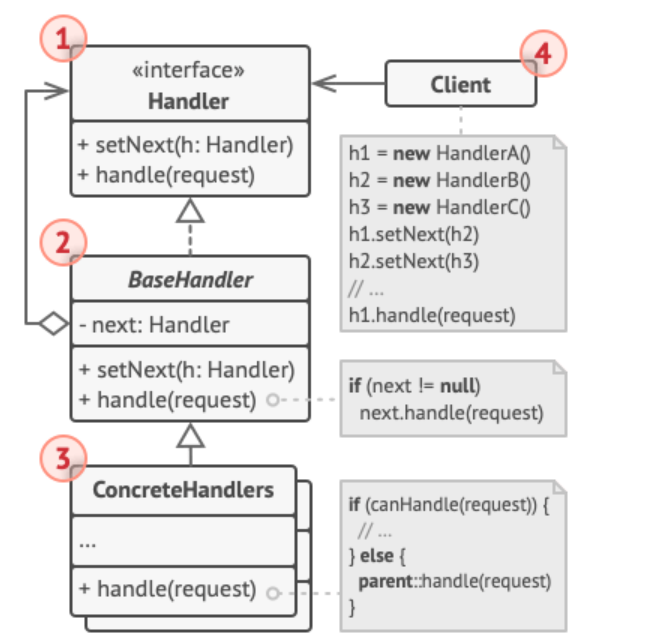 1
«interface»
Handler
+ setNext(h: Handler)
+ handle(request)
4
Client
h1 = new HandlerA()
h2 = new HandlerB()
h3 = new HandlerC()
h1.setNext(h2)
h2.setNext(h3)
// ...
h1.handle(request)
2
BaseHandler
- next: Handler
+ setNext(h: Handler)
+ handle(request)
if (next != null)
next.handle(request)
3
ConcreteHandlers
...
+ handle(request)
if (canHandle(request)) {
// ...
} else {
parent::handle(request)
}